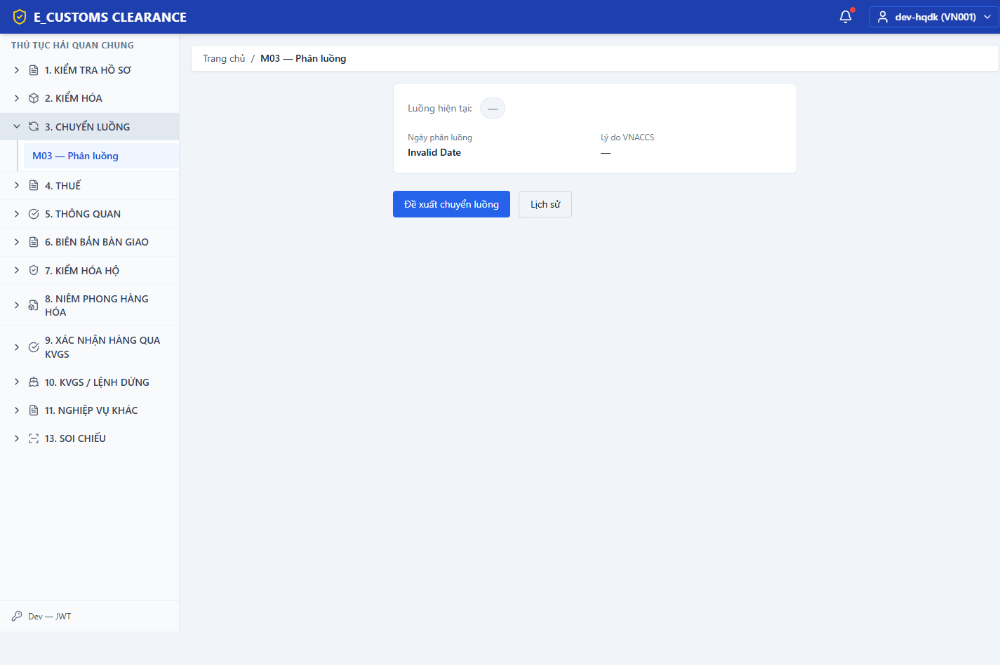 E_CUSTOMS CLEARANCE
dev-hqdk (VN001)
THỦ TỤC HẢI QUAN CHUNG
1. KIỂM TRA HỒ SƠ
2. KIỂM HÓA
3. CHUYỂN LUỒNG
M03 — Phân luồng
4. THUẾ
5. THÔNG QUAN
6. BIÊN BẢN BÀN GIAO
7. KIỂM HÓA HỘ
8. NIÊM PHONG HÀNG
HÓA
9. XÁC NHẬN HÀNG QUA
KVGS
10. KVGS / LỆNH DỪNG
11. NGHIỆP VỤ KHÁC
13. SOI CHIẾU
Dev — JWT
Trang chủ / M03 — Phân luồng
Luồng hiện tại: —
Ngày phân luồng
Invalid Date
Lý do VNACCS
—
Đề xuất chuyển luồng
Lịch sử